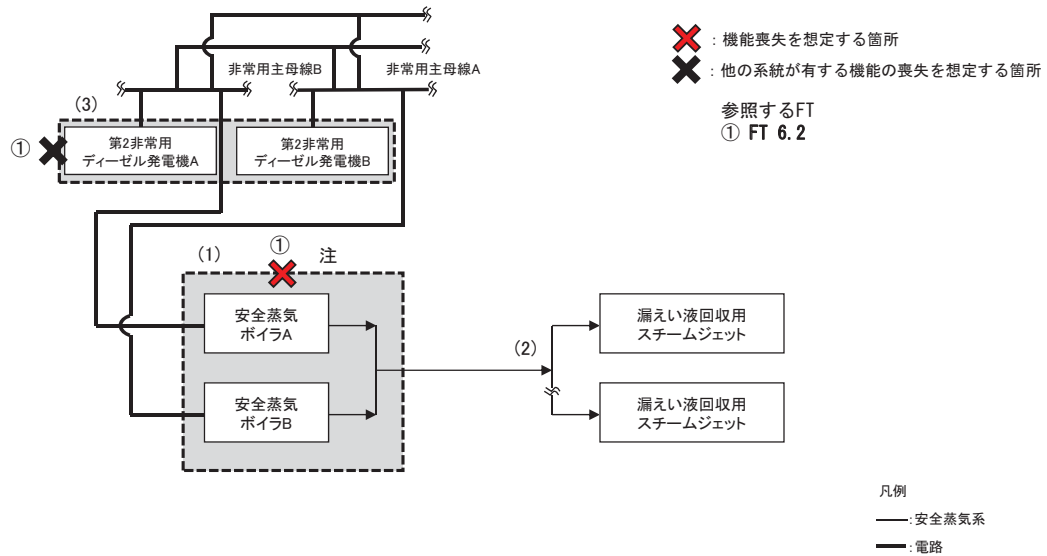 非常用主母線B
非常用主母線A
(3)
①
第2非常用
ディーゼル発電機A
第2非常用
ディーゼル発電機B
:機能喪失を想定する箇所
:他の系統が有する機能の喪失を想定する箇所
参照するFT
① FT 6.2
(1)
①
注
安全蒸気
ボイラA
安全蒸気
ボイラB
(2)
漏えい液回収用
スチームジェット
漏えい液回収用
スチームジェット
凡例
:安全蒸気系
:電路